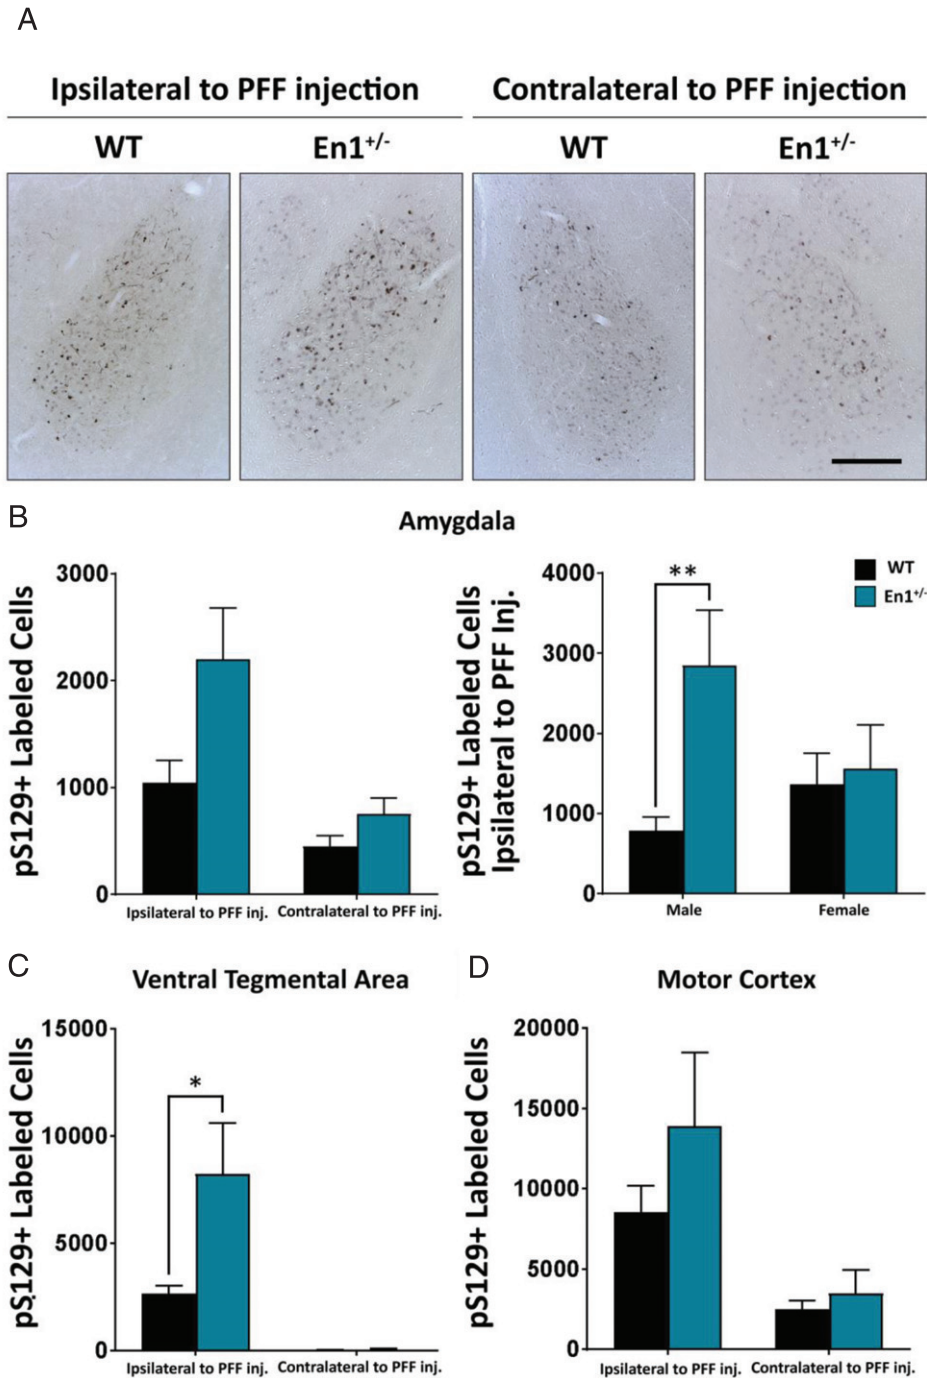 A
Ipsilateral to PFF injection
Contralateral to PFF injection
WT
En1+/-
WT
En1+/-
B
Amygdala
pS129+ Labeled Cells
3000
2000
1000
0
Ipsilateral to PFF inj.
Contralateral to PFF inj.
pS129+ Labeled Cells
Ipsilateral to PFF Inj.
4000
3000
2000
1000
0
**
Male
Female
WT
En1+/-
C
Ventral Tegmental Area
pS129+ Labeled Cells
15000
10000
5000
0
*
Ipsilateral to PFF inj.
Contralateral to PFF inj.
D
Motor Cortex
pS129+ Labeled Cells
20000
15000
10000
5000
0
Ipsilateral to PFF inj.
Contralateral to PFF inj.